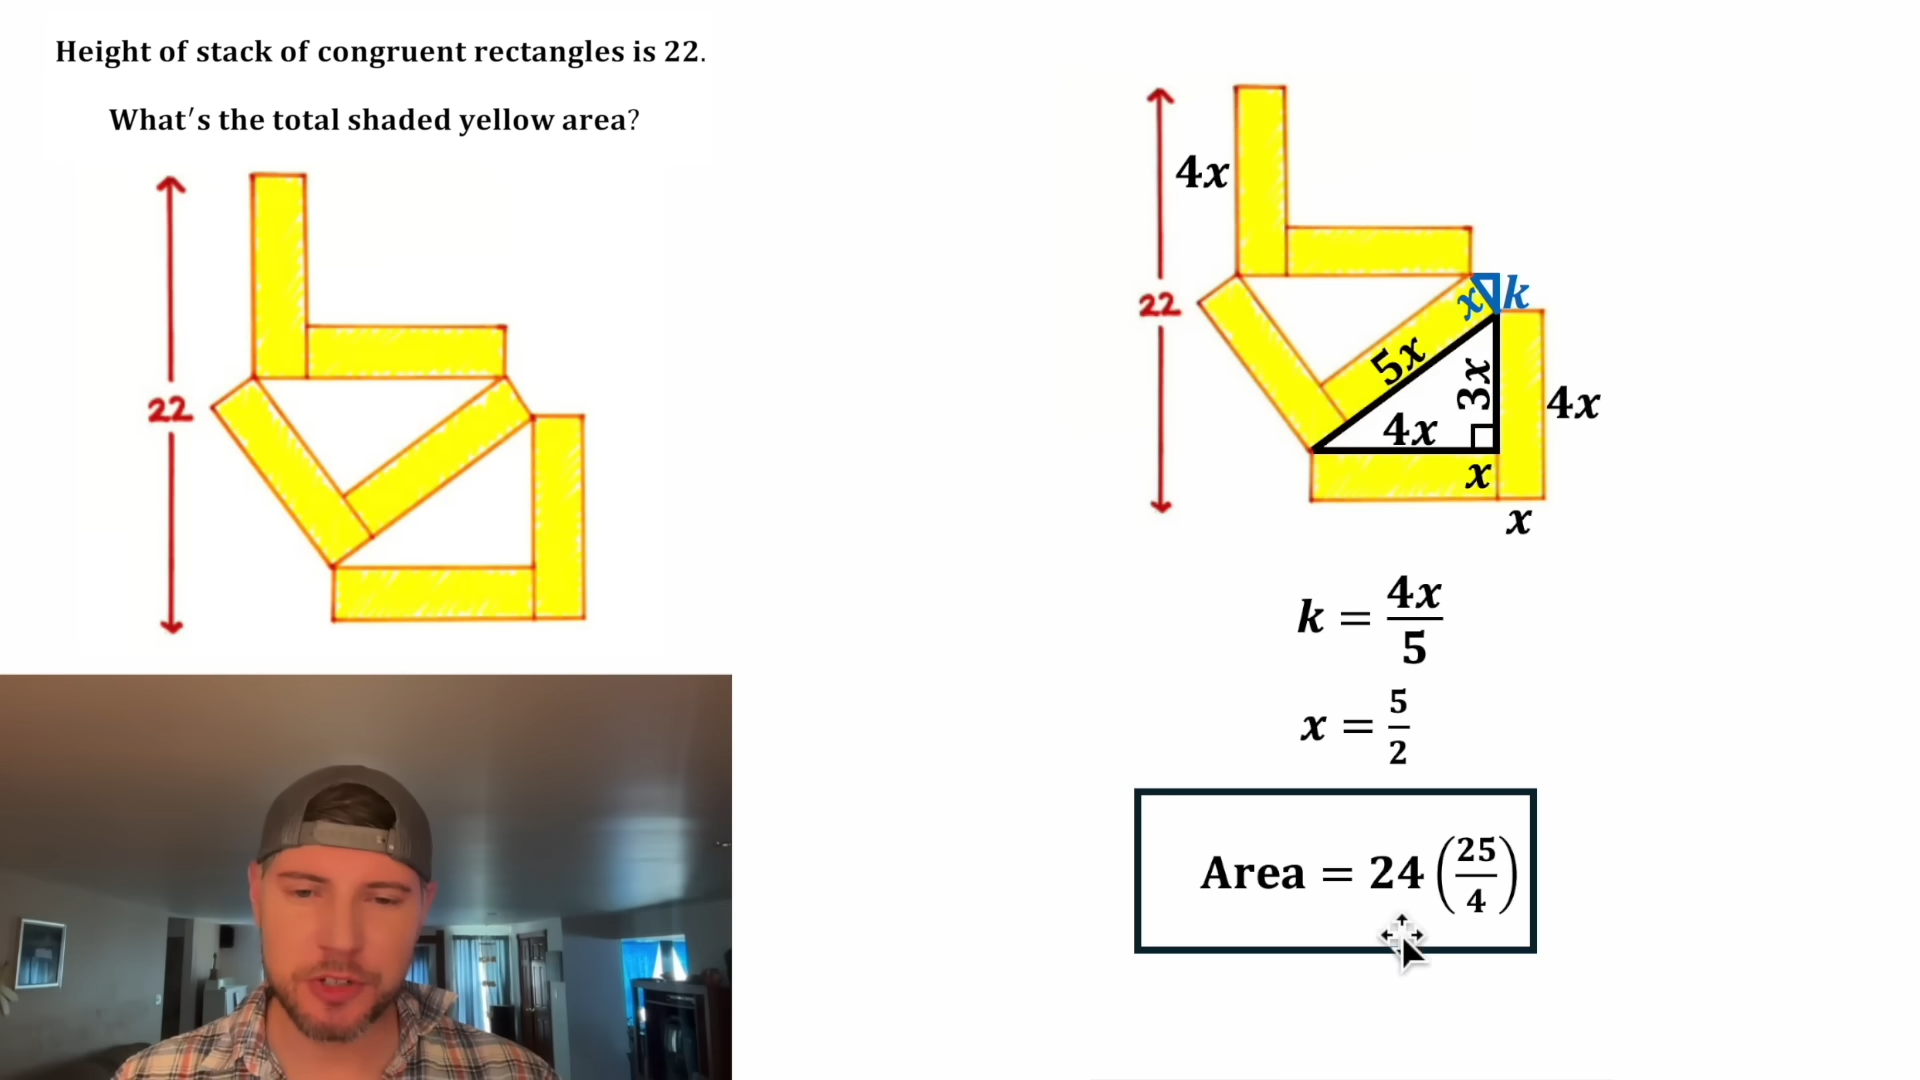 Height of stack of congruent rectangles is 22.
What's the total shaded yellow area?
22
4x
22
x k
5x
3x
4x
4x
x
x
k = 4x/5
x = 5/2
Area = 24 (25/4)